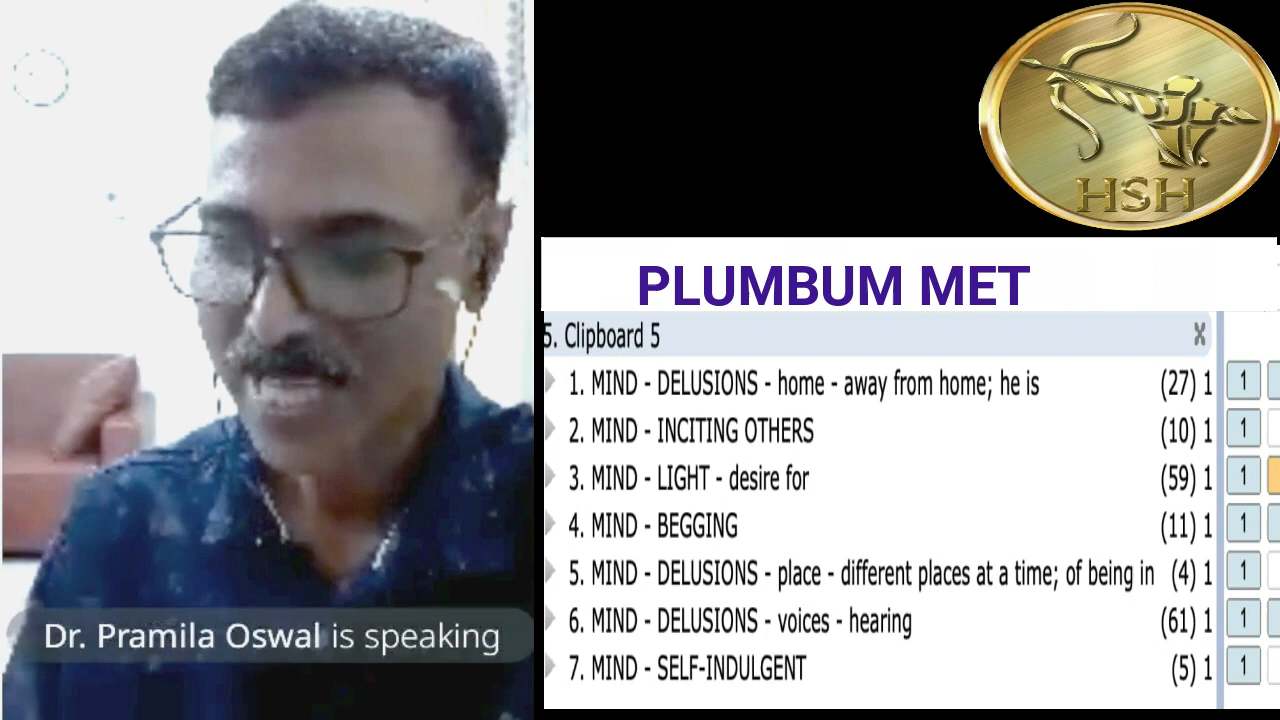 HSH
PLUMBUM MET
5. Clipboard 5 X
1. MIND - DELUSIONS - home - away from home; he is (27) 1 1
2. MIND - INCITING OTHERS (10) 1 1
3. MIND - LIGHT - desire for (59) 1 1
4. MIND - BEGGING (11) 1 1
5. MIND - DELUSIONS - place - different places at a time; of being in (4) 1 1
6. MIND - DELUSIONS - voices - hearing (61) 1 1
7. MIND - SELF-INDULGENT (5) 1 1
Dr. Pramila Oswal is speaking